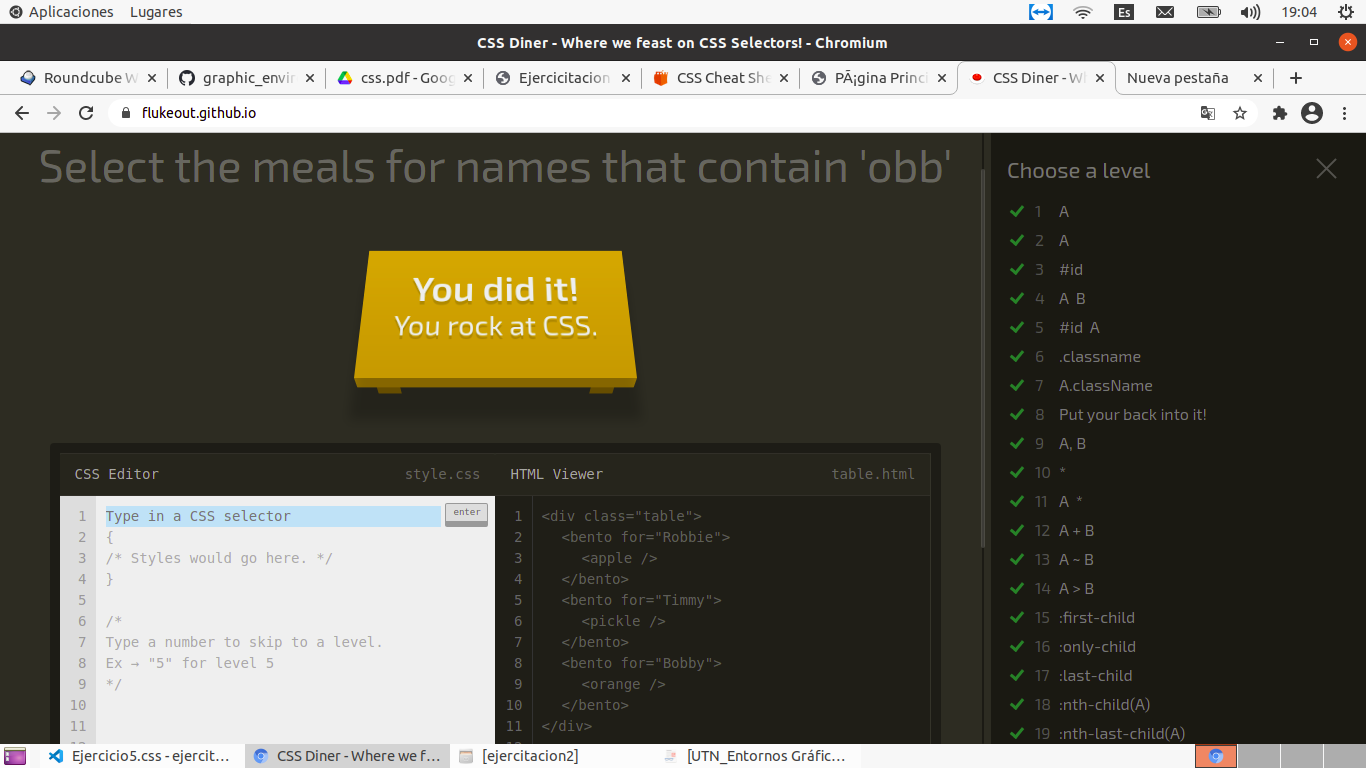 Aplicaciones Lugares Es 19:04
CSS Diner - Where we feast on CSS Selectors! - Chromium
Roundcube W graphic_envir css.pdf - Goog Ejercicitacion CSS Cheat She PÃ¡gina Princi CSS Diner - Wh Nueva pestaña
flukeout.github.io
Select the meals for names that contain 'obb'
You did it!
You rock at CSS.
CSS Editor style.css HTML Viewer table.html
1 Type in a CSS selector enter
2 {
3 /* Styles would go here. */
4 }
5
6 /*
7 Type a number to skip to a level.
8 Ex → "5" for level 5
9 */
10
11
1 <div class="table">
2 <bento for="Robbie">
3 <apple />
4 </bento>
5 <bento for="Timmy">
6 <pickle />
7 </bento>
8 <bento for="Bobby">
9 <orange />
10 </bento>
11 </div>
Choose a level
1 A
2 A
3 #id
4 A B
5 #id A
6 .classname
7 A.className
8 Put your back into it!
9 A, B
10 *
11 A *
12 A + B
13 A ~ B
14 A > B
15 :first-child
16 :only-child
17 :last-child
18 :nth-child(A)
19 :nth-last-child(A)
Ejercicio5.css - ejercit... CSS Diner - Where we f... [ejercitacion2] [UTN_Entornos Gráfic...